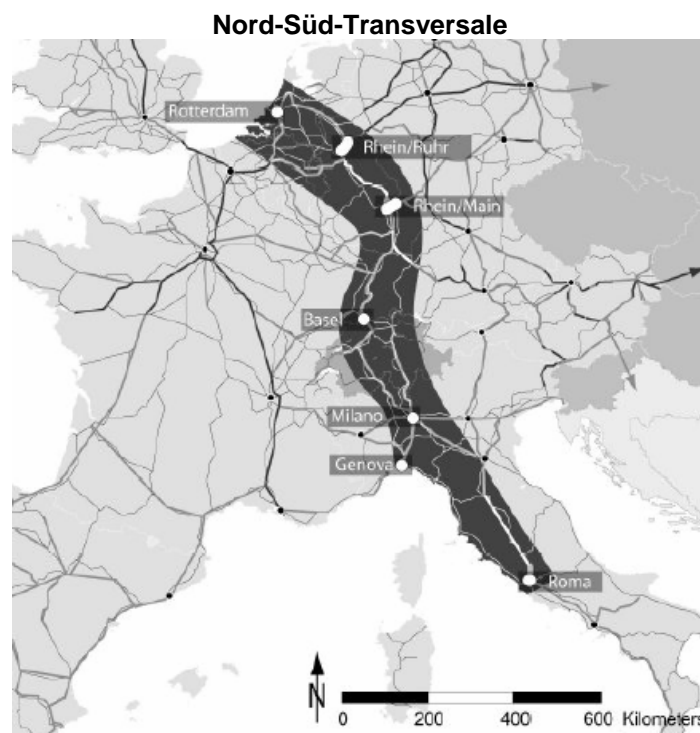 Nord-Süd-Transversale
Rotterdam
Rhein/Ruhr
Rhein/Main
Basel
Milano
Genova
Roma
N
0 200 400 600 Kilometers